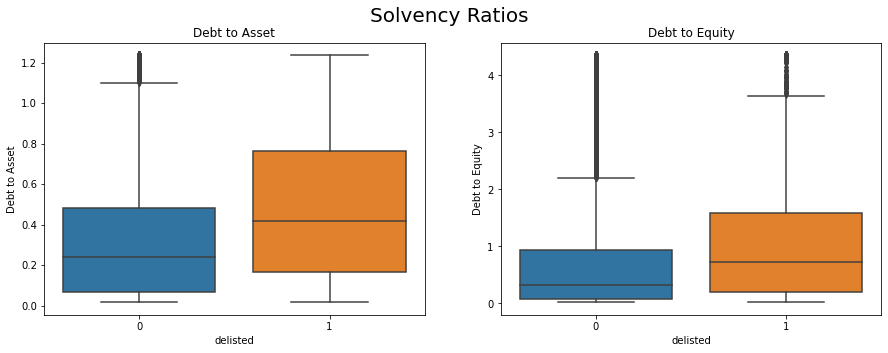 Solvency Ratios
Debt to Asset
Debt to Asset
1.2
1.0
0.8
0.6
0.4
0.2
0.0
0 1
delisted
Debt to Equity
Debt to Equity
4
3
2
1
0
0 1
delisted